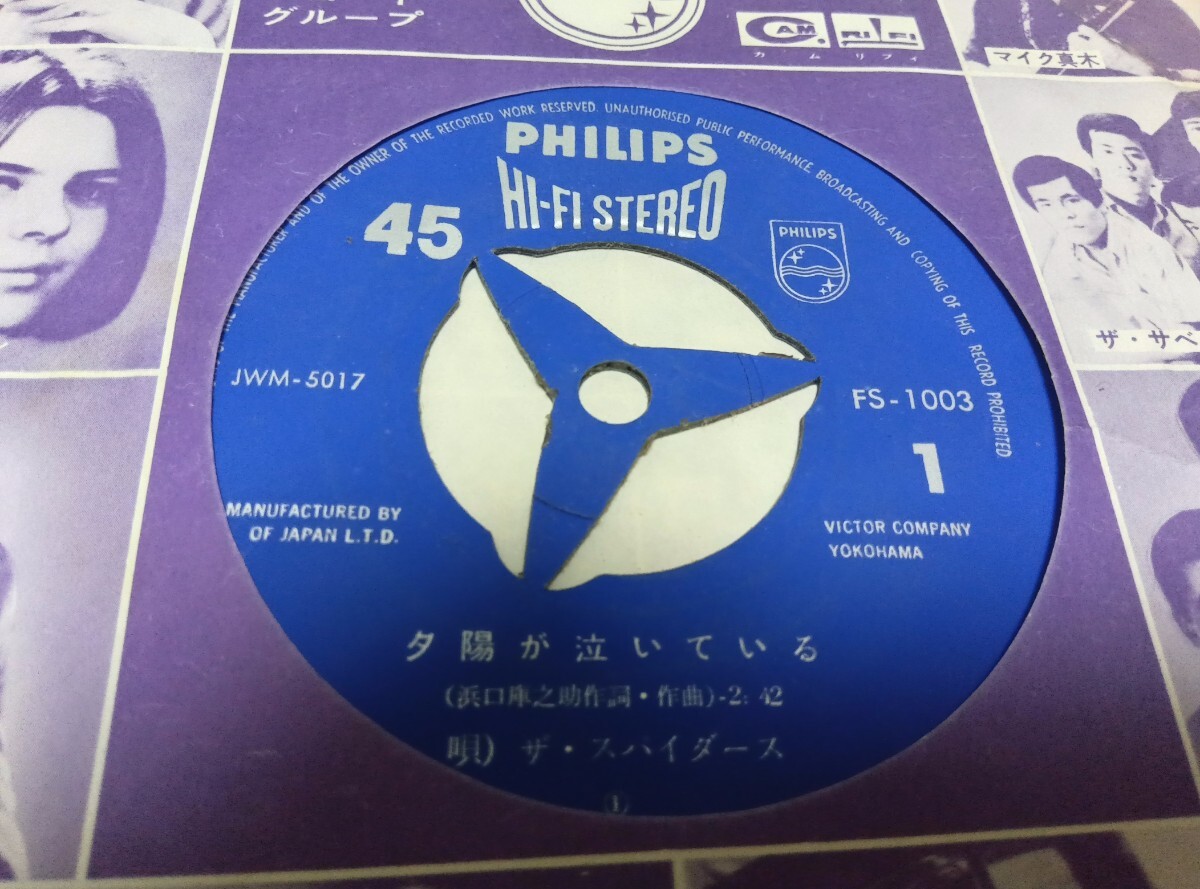 グループ
CAM. RILFI
カムリフィ
マイク真木
ザ・サベ
MANUFACTURER AND OF THE OWNER OF THE RECORDED WORK RESERVED. UNAUTHORISED PUBLIC PERFORMANCE, BROADCASTING AND COPYING OF THIS RECORD PROHIBITED
PHILIPS
HI-FI STEREO
45
PHILIPS
JWM-5017
FS-1003
1
MANUFACTURED BY
OF JAPAN L.T.D.
VICTOR COMPANY
YOKOHAMA
夕陽が泣いている
(浜口庫之助作詞・作曲)-2:42
唄) ザ・スパイダース
1